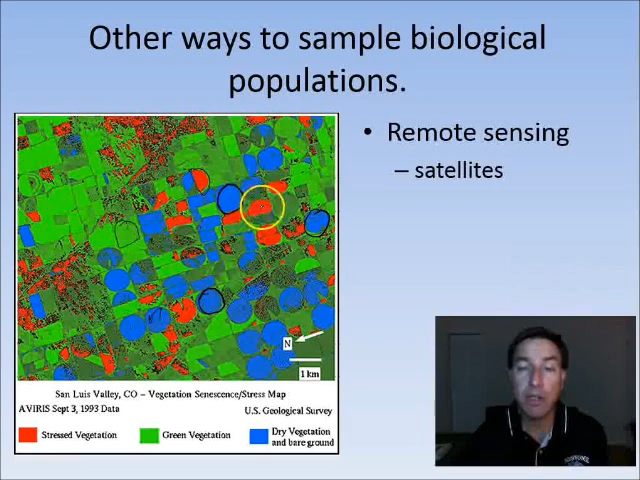 Other ways to sample biological
populations.
• Remote sensing
– satellites
N
1 km
San Luis Valley, CO – Vegetation Senescence/Stress Map
AVIRIS Sept 3, 1993 Data
U.S. Geological Survey
Stressed Vegetation
Green Vegetation
Dry Vegetation
and bare ground